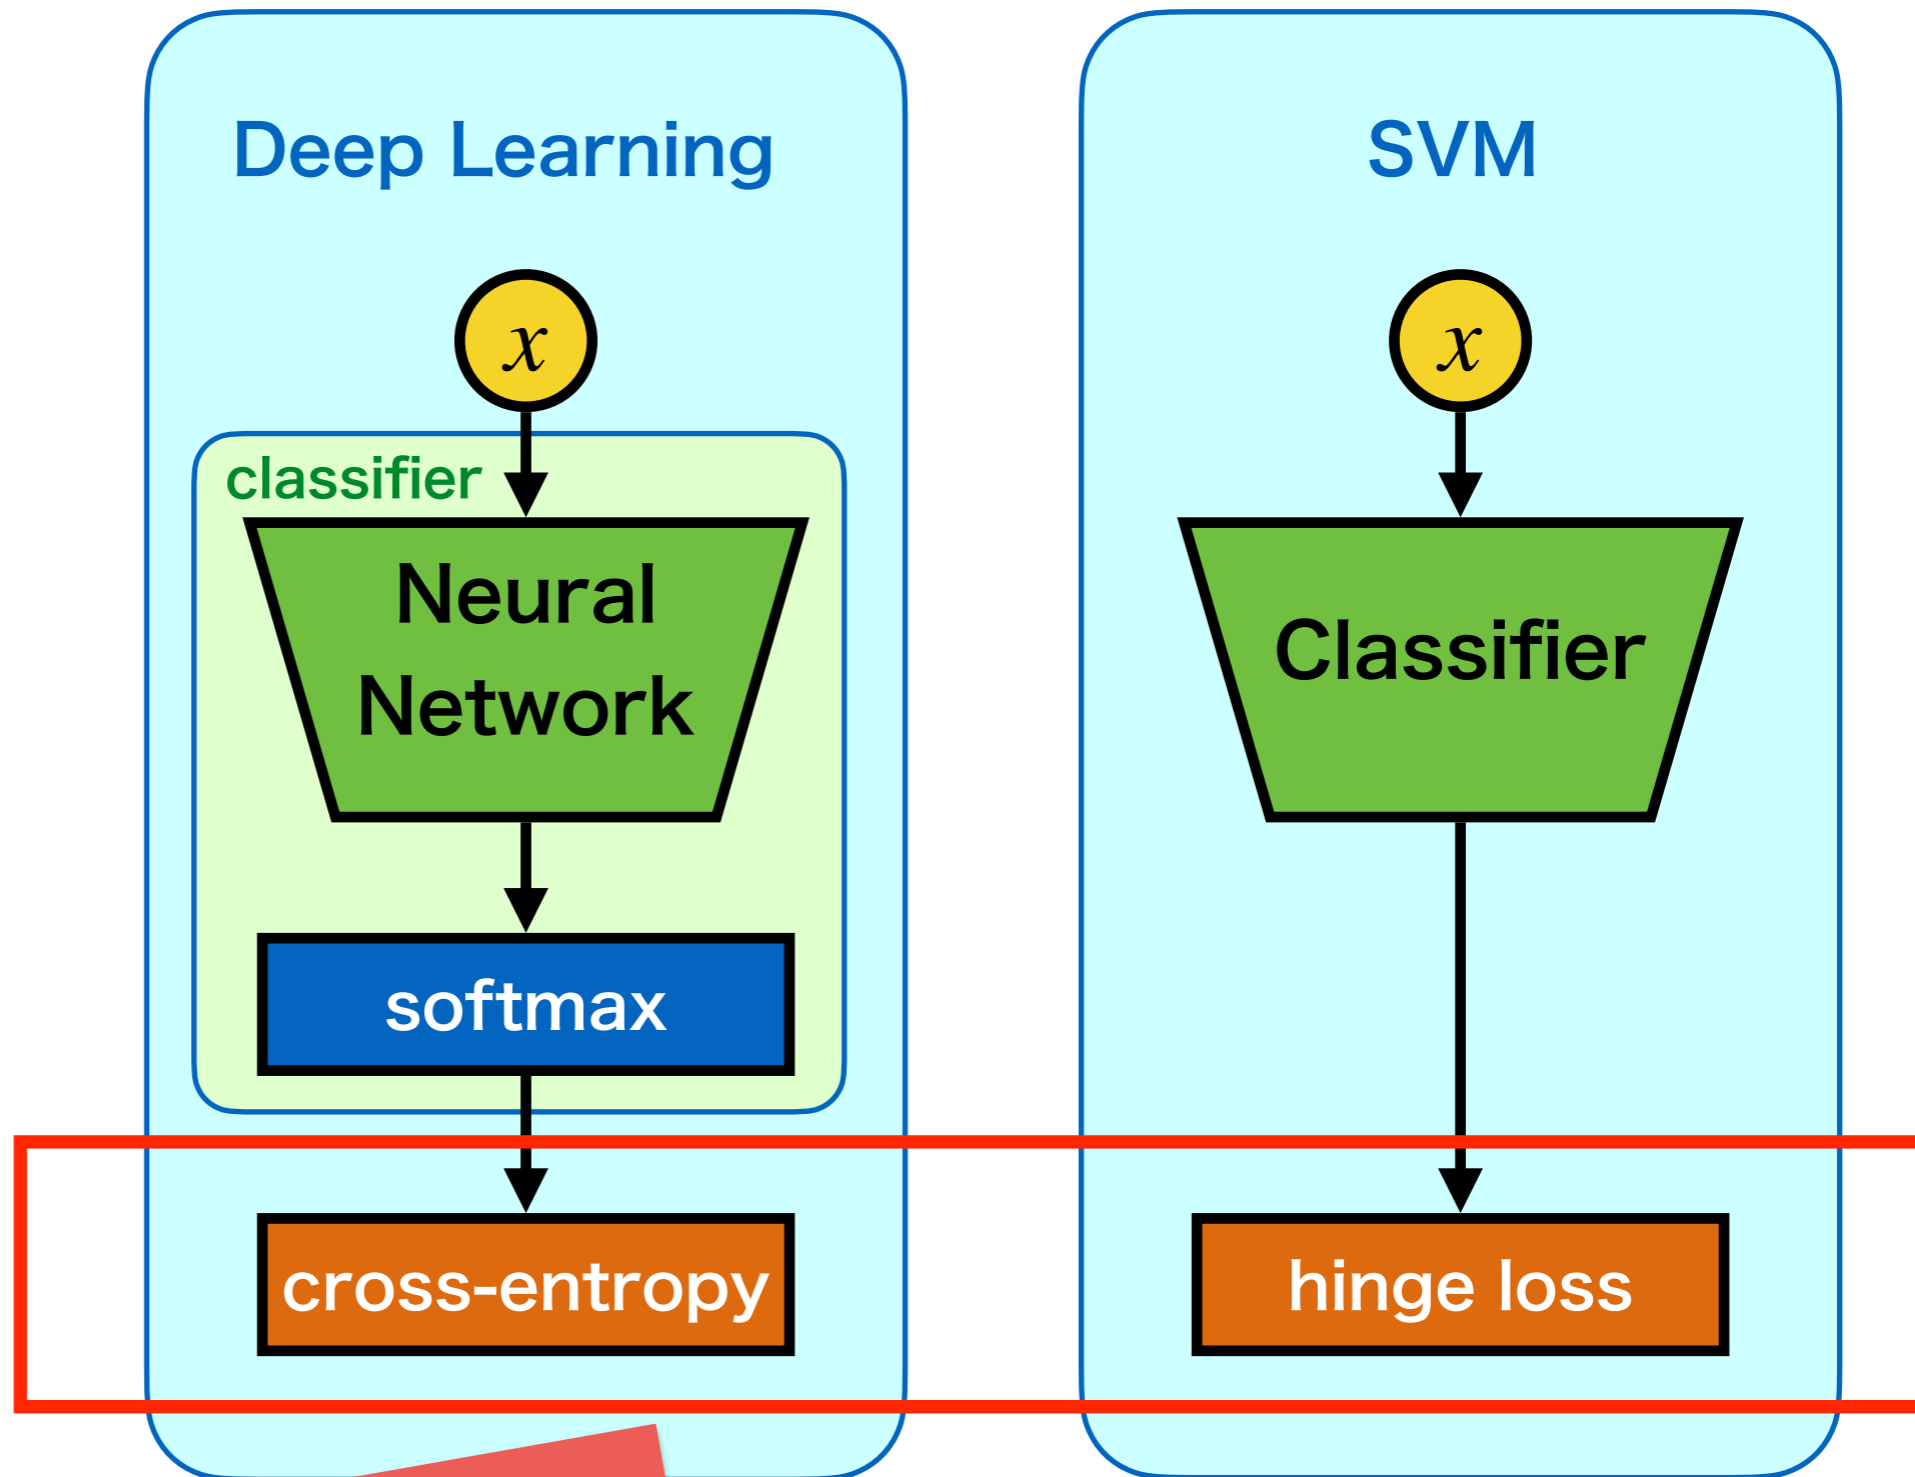 Deep Learning
x
classifier
Neural
Network
softmax
cross-entropy
SVM
x
Classifier
hinge loss